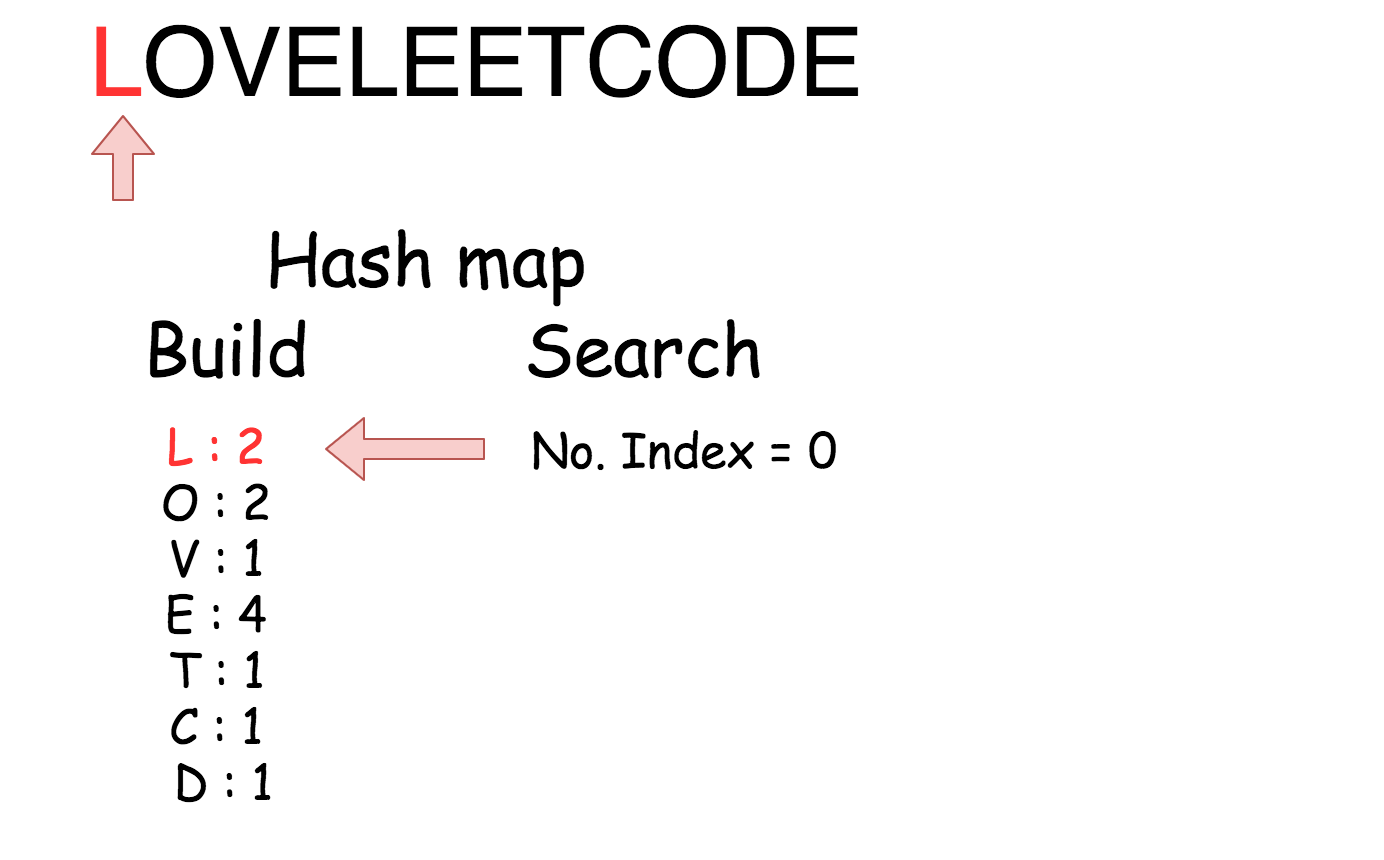 LOVELEETCODE
Hash map
Build Search
L : 2 No. Index = 0
O : 2
V : 1
E : 4
T : 1
C : 1
D : 1